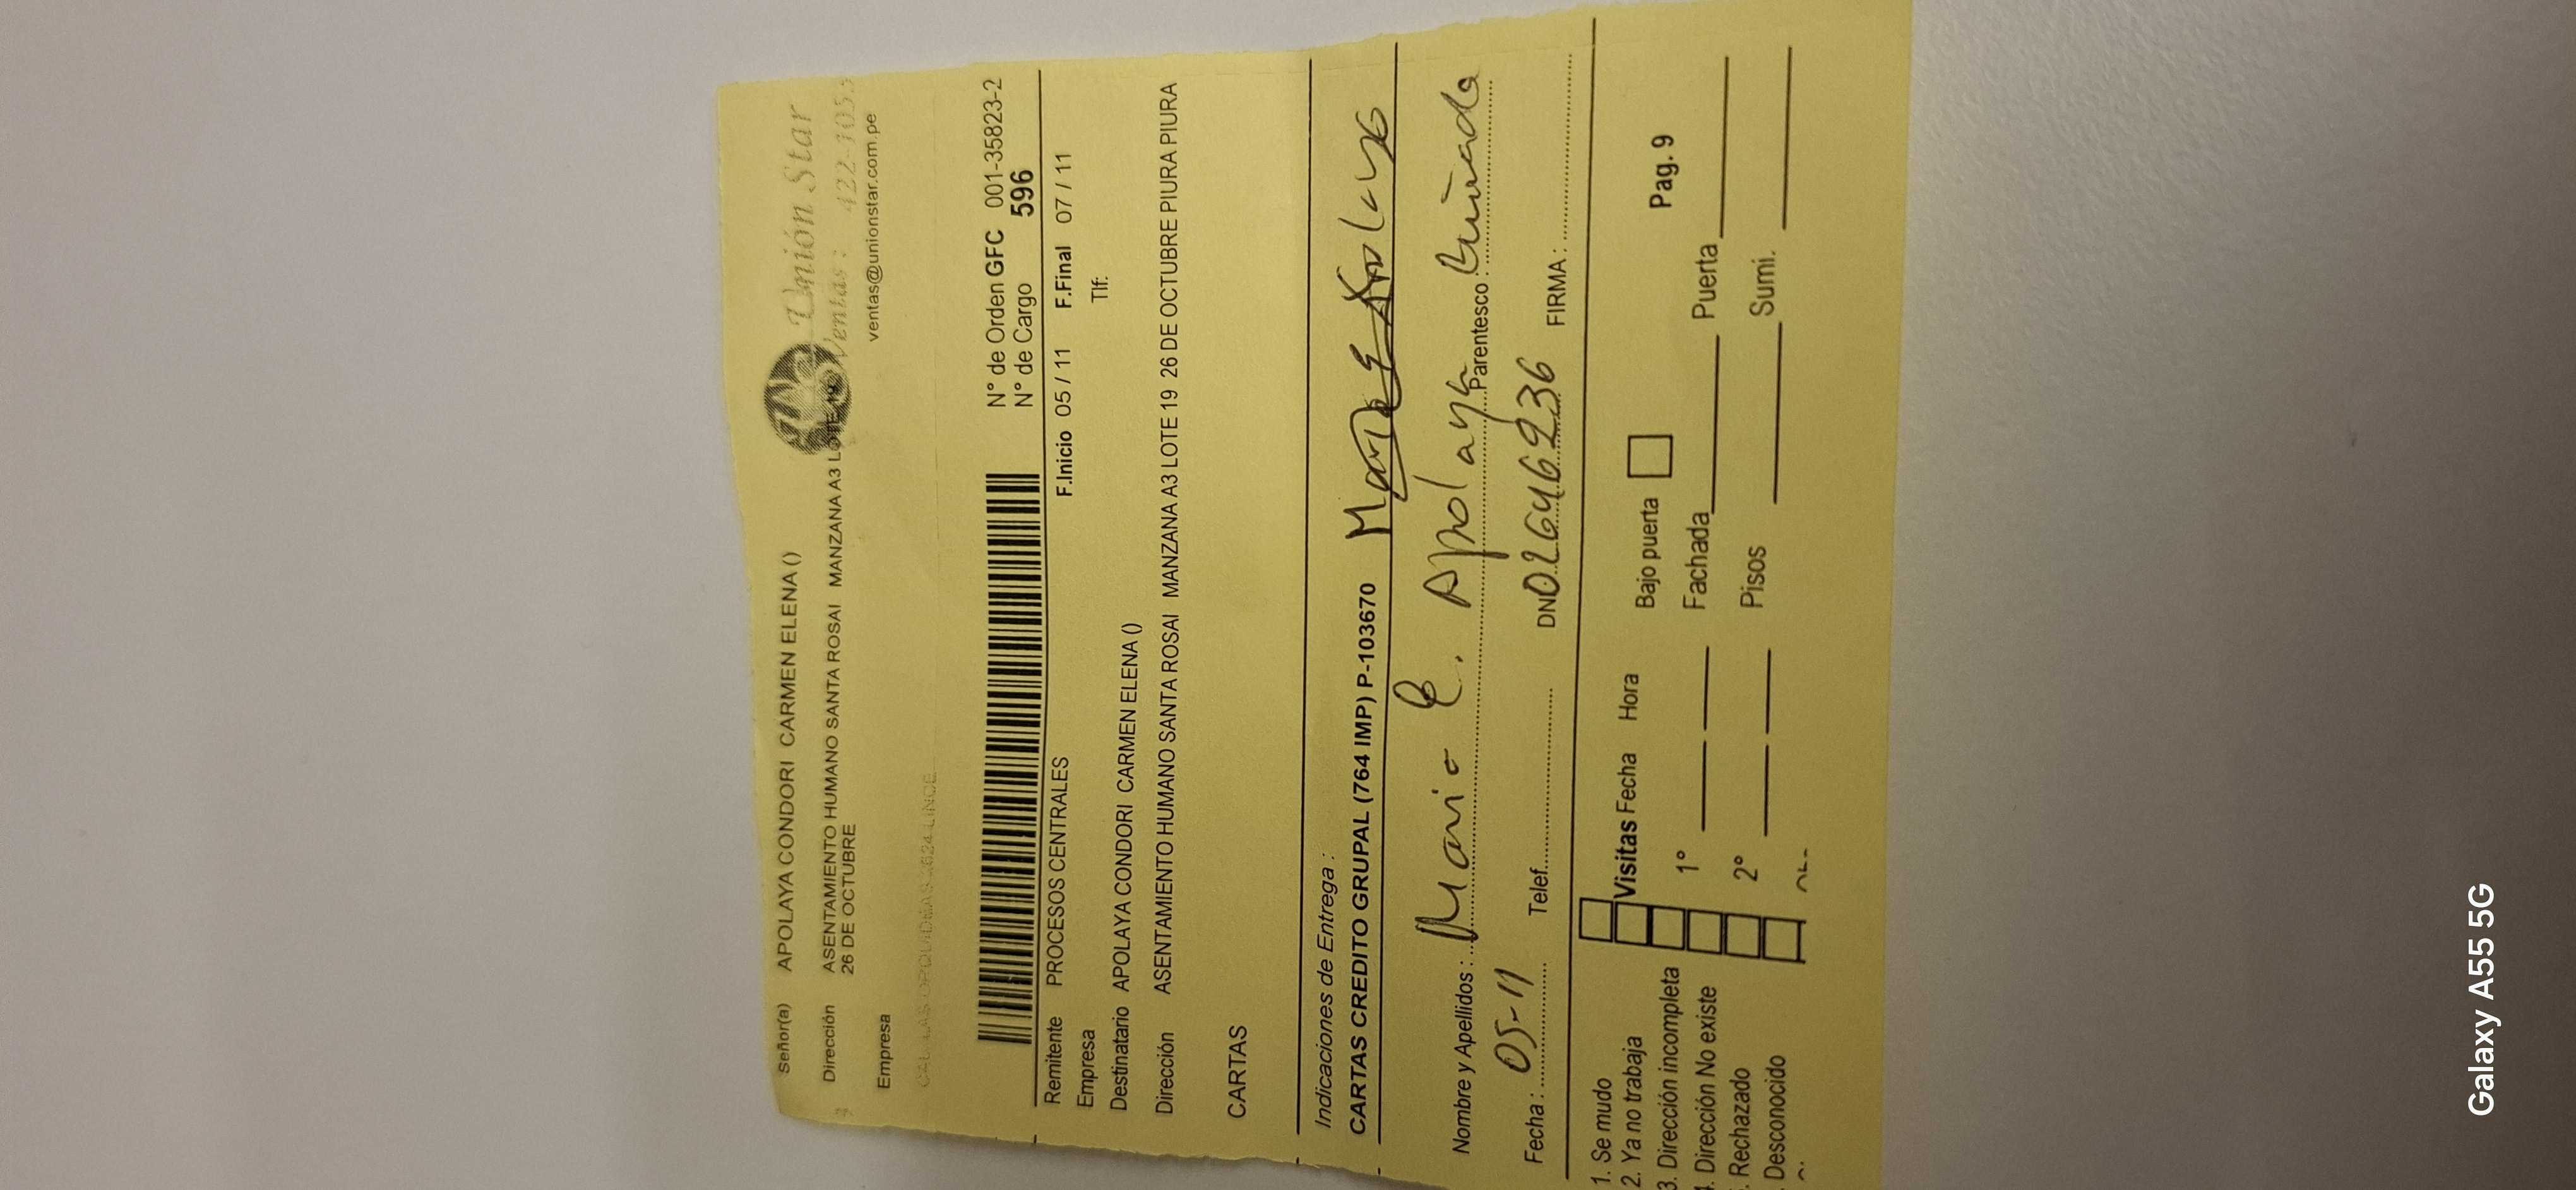 Señor(a) APOLAYA CONDORI CARMEN ELENA ()
Unión Star
Dirección ASENTAMIENTO HUMANO SANTA ROSAI MANZANA A3 LOTE 19
26 DE OCTUBRE
Ventas: 422-105
Empresa
ventas@unionstar.com.pe
N° de Orden GFC 001-35823-2
N° de Cargo 596
Remitente PROCESOS CENTRALES
F.Inicio 05 / 11 F.Final 07 / 11
Empresa
Tlf:
Destinatario APOLAYA CONDORI CARMEN ELENA ()
Dirección ASENTAMIENTO HUMANO SANTA ROSAI MANZANA A3 LOTE 19 26 DE OCTUBRE PIURA PIURA
CARTAS
Indicaciones de Entrega :
CARTAS CREDITO GRUPAL (764 IMP) P-103670
Nombre y Apellidos : Mario E. Apolaya Parentesco : Cuñado
Fecha : 05-11 Telef. DNI 02646236 FIRMA:
1. Se mudo
2. Ya no trabaja
3. Dirección incompleta
. Dirección No existe
. Rechazado
Desconocido
Visitas Fecha Hora Bajo puerta Pag. 9
1° Fachada Puerta
2° Pisos Sumi.
Galaxy A55 5G